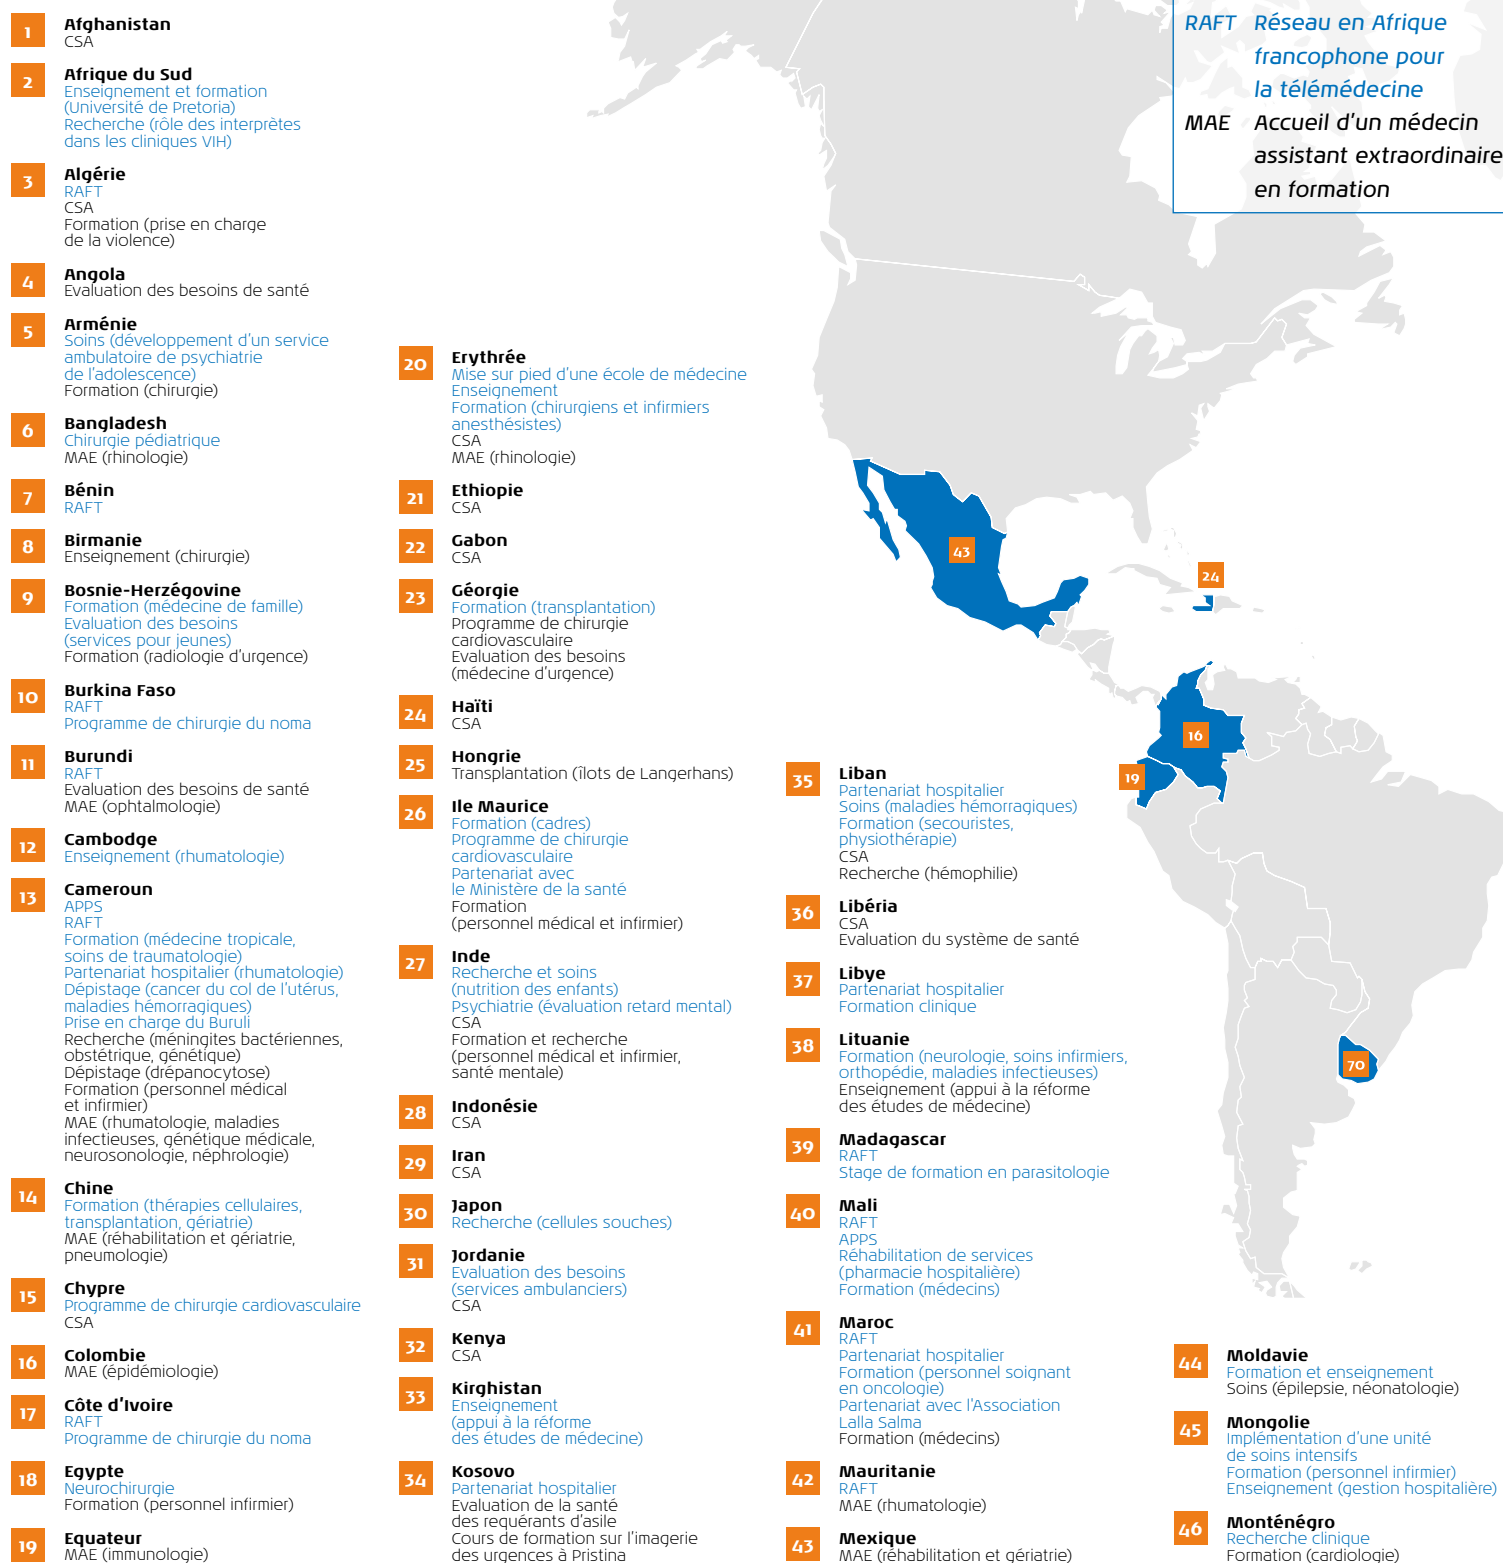 1
Afghanistan
CSA
2
Afrique du Sud
Enseignement et formation
(Université de Pretoria)
Recherche (rôle des interprètes
dans les cliniques VIH)
3
Algérie
RAFT
CSA
Formation (prise en charge
de la violence)
4
Angola
Evaluation des besoins de santé
5
Arménie
Soins (développement d'un service
ambulatoire de psychiatrie
de l'adolescence)
Formation (chirurgie)
6
Bangladesh
Chirurgie pédiatrique
MAE (rhinologie)
7
Bénin
RAFT
8
Birmanie
Enseignement (chirurgie)
9
Bosnie-Herzégovine
Formation (médecine de famille)
Evaluation des besoins
(services pour jeunes)
Formation (radiologie d'urgence)
10
Burkina Faso
RAFT
Programme de chirurgie du noma
11
Burundi
RAFT
Evaluation des besoins de santé
MAE (ophtalmologie)
12
Cambodge
Enseignement (rhumatologie)
13
Cameroun
APPS
RAFT
Formation (médecine tropicale,
soins de traumatologie)
Partenariat hospitalier (rhumatologie)
Dépistage (cancer du col de l'utérus,
maladies hémorragiques)
Prise en charge du Buruli
Recherche (méningites bactériennes,
obstétrique, génétique)
Dépistage (drépanocytose)
Formation (personnel médical
et infirmier)
MAE (rhumatologie, maladies
infectieuses, génétique médicale,
neurosonologie, néphrologie)
14
Chine
Formation (thérapies cellulaires,
transplantation, gériatrie)
MAE (réhabilitation et gériatrie,
pneumologie)
15
Chypre
Programme de chirurgie cardiovasculaire
CSA
16
Colombie
MAE (épidémiologie)
17
Côte d'Ivoire
RAFT
Programme de chirurgie du noma
18
Egypte
Neurochirurgie
Formation (personnel infirmier)
19
Equateur
MAE (immunologie)
20
Erythrée
Mise sur pied d'une école de médecine
Enseignement
Formation (chirurgiens et infirmiers
anesthésistes)
CSA
MAE (rhinologie)
21
Ethiopie
CSA
22
Gabon
CSA
23
Géorgie
Formation (transplantation)
Programme de chirurgie
cardiovasculaire
Evaluation des besoins
(médecine d'urgence)
24
Haïti
CSA
25
Hongrie
Transplantation (îlots de Langerhans)
26
Ile Maurice
Formation (cadres)
Programme de chirurgie
cardiovasculaire
Partenariat avec
le Ministère de la santé
Formation
(personnel médical et infirmier)
27
Inde
Recherche et soins
(nutrition des enfants)
Psychiatrie (évaluation retard mental)
CSA
Formation et recherche
(personnel médical et infirmier,
santé mentale)
28
Indonésie
CSA
29
Iran
CSA
30
Japon
Recherche (cellules souches)
31
Jordanie
Evaluation des besoins
(services ambulanciers)
CSA
32
Kenya
CSA
33
Kirghistan
Enseignement
(appui à la réforme
des études de médecine)
34
Kosovo
Partenariat hospitalier
Evaluation de la santé
des requérants d'asile
Cours de formation sur l'imagerie
des urgences à Pristina
35
Liban
Partenariat hospitalier
Soins (maladies hémorragiques)
Formation (secouristes,
physiothérapie)
CSA
Recherche (hémophilie)
36
Libéria
CSA
Evaluation du système de santé
37
Libye
Partenariat hospitalier
Formation clinique
38
Lituanie
Formation (neurologie, soins infirmiers,
orthopédie, maladies infectieuses)
Enseignement (appui à la réforme
des études de médecine)
39
Madagascar
RAFT
Stage de formation en parasitologie
40
Mali
RAFT
APPS
Réhabilitation de services
(pharmacie hospitalière)
Formation (médecins)
41
Maroc
RAFT
Partenariat hospitalier
Formation (personnel soignant
en oncologie)
Partenariat avec l'Association
Lalla Salma
Formation (médecins)
42
Mauritanie
RAFT
MAE (rhumatologie)
43
Mexique
MAE (réhabilitation et gériatrie)
44
Moldavie
Formation et enseignement
Soins (épilepsie, néonatologie)
45
Mongolie
Implémentation d'une unité
de soins intensifs
Formation (personnel infirmier)
Enseignement (gestion hospitalière)
46
Monténégro
Recherche clinique
Formation (cardiologie)
RAFT Réseau en Afrique
francophone pour
la télémédecine
MAE Accueil d'un médecin
assistant extraordinaire
en formation
43
24
16
19
70